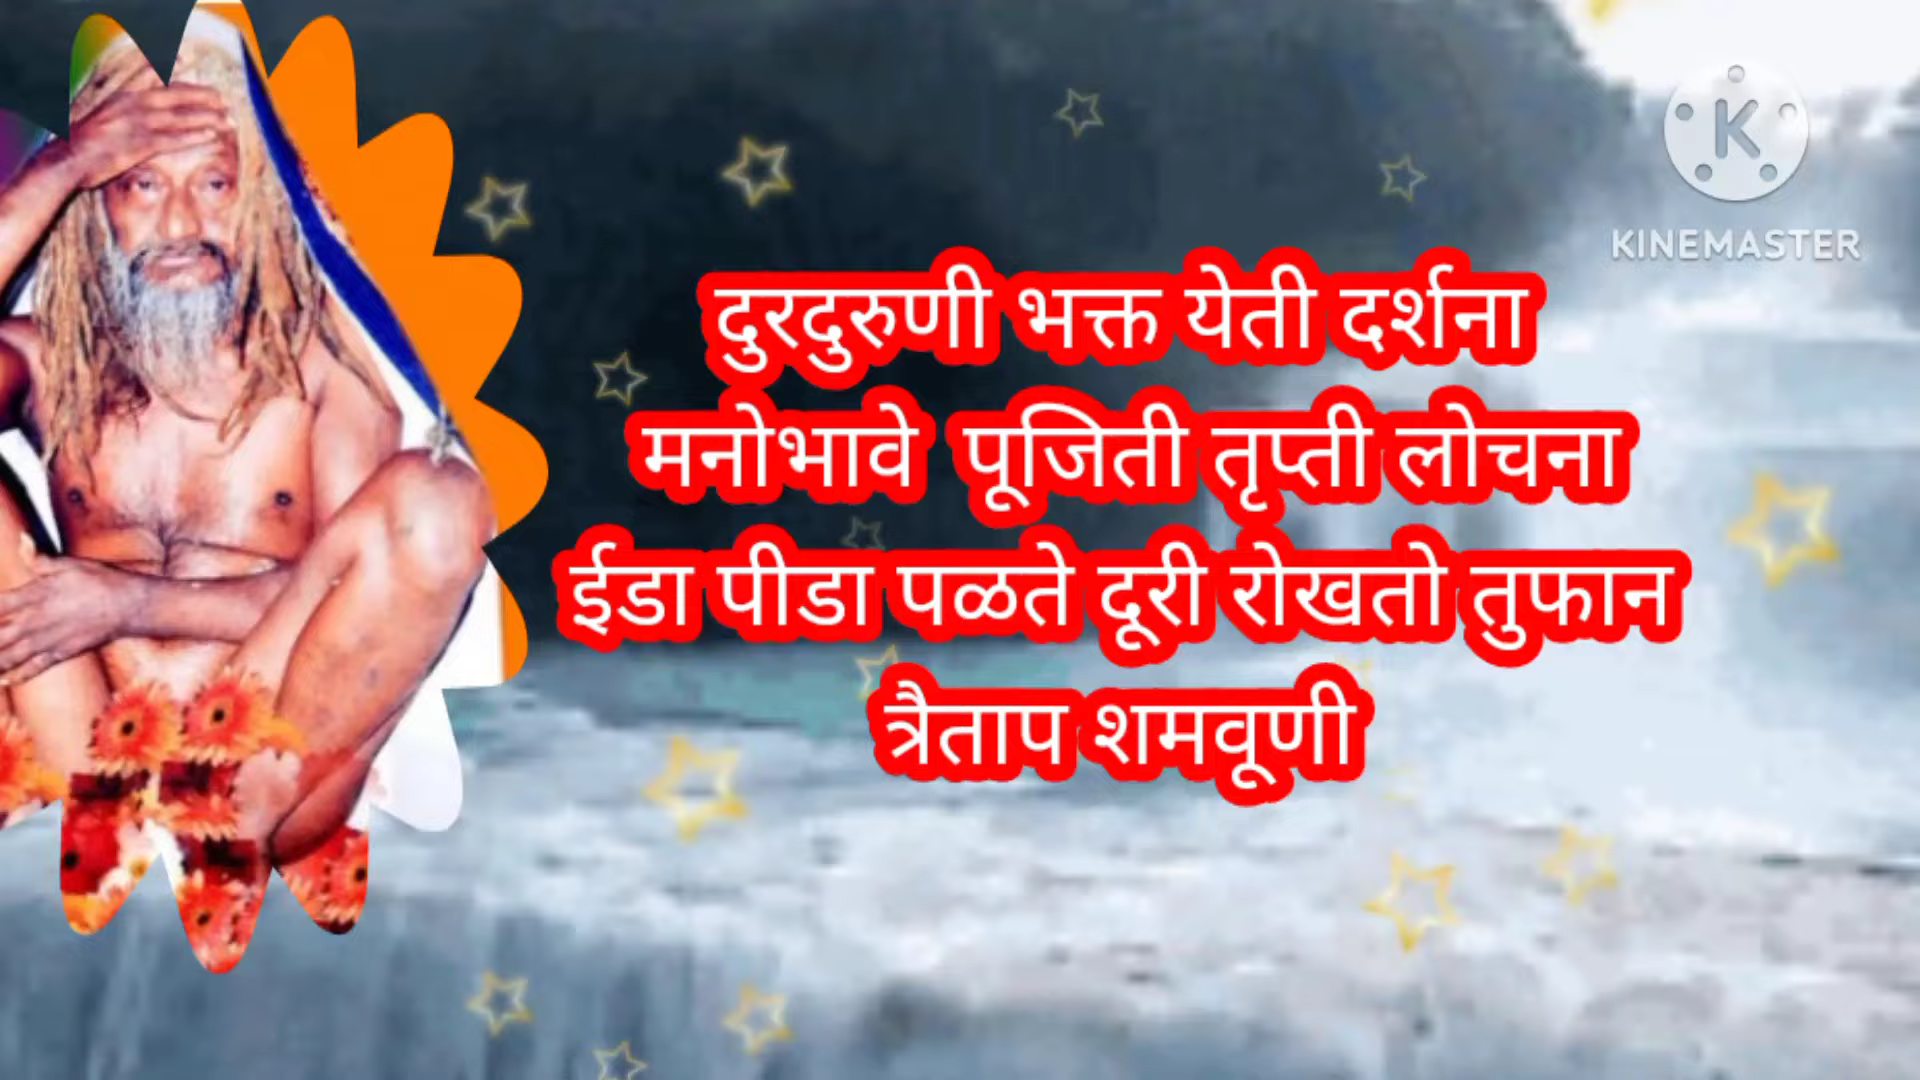 दुरदुरुणी भक्त येती दर्शना
मनोभावे पूजिती तृप्ती लोचना
ईडा पीडा पळते दूरी रोखतो तुफान
त्रैताप शमवूणी
K
KINEMASTER